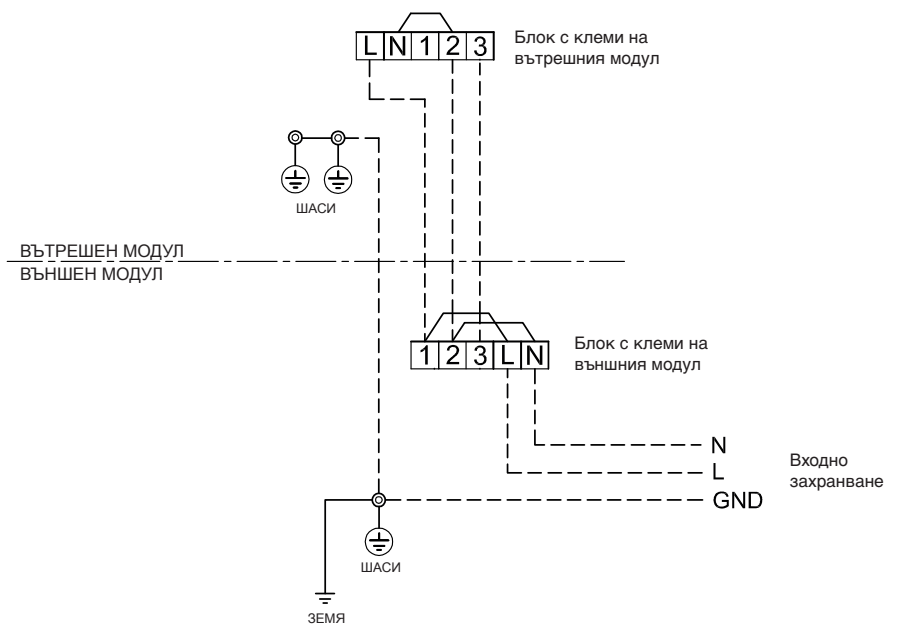 L N 1 2 3
Блок с клеми на
вътрешния модул
ШАСИ
ВЪТРЕШЕН МОДУЛ
ВЪНШЕН МОДУЛ
1 2 3 L N
Блок с клеми на
външния модул
N
L
GND
Входно
захранване
ШАСИ
ЗЕМЯ